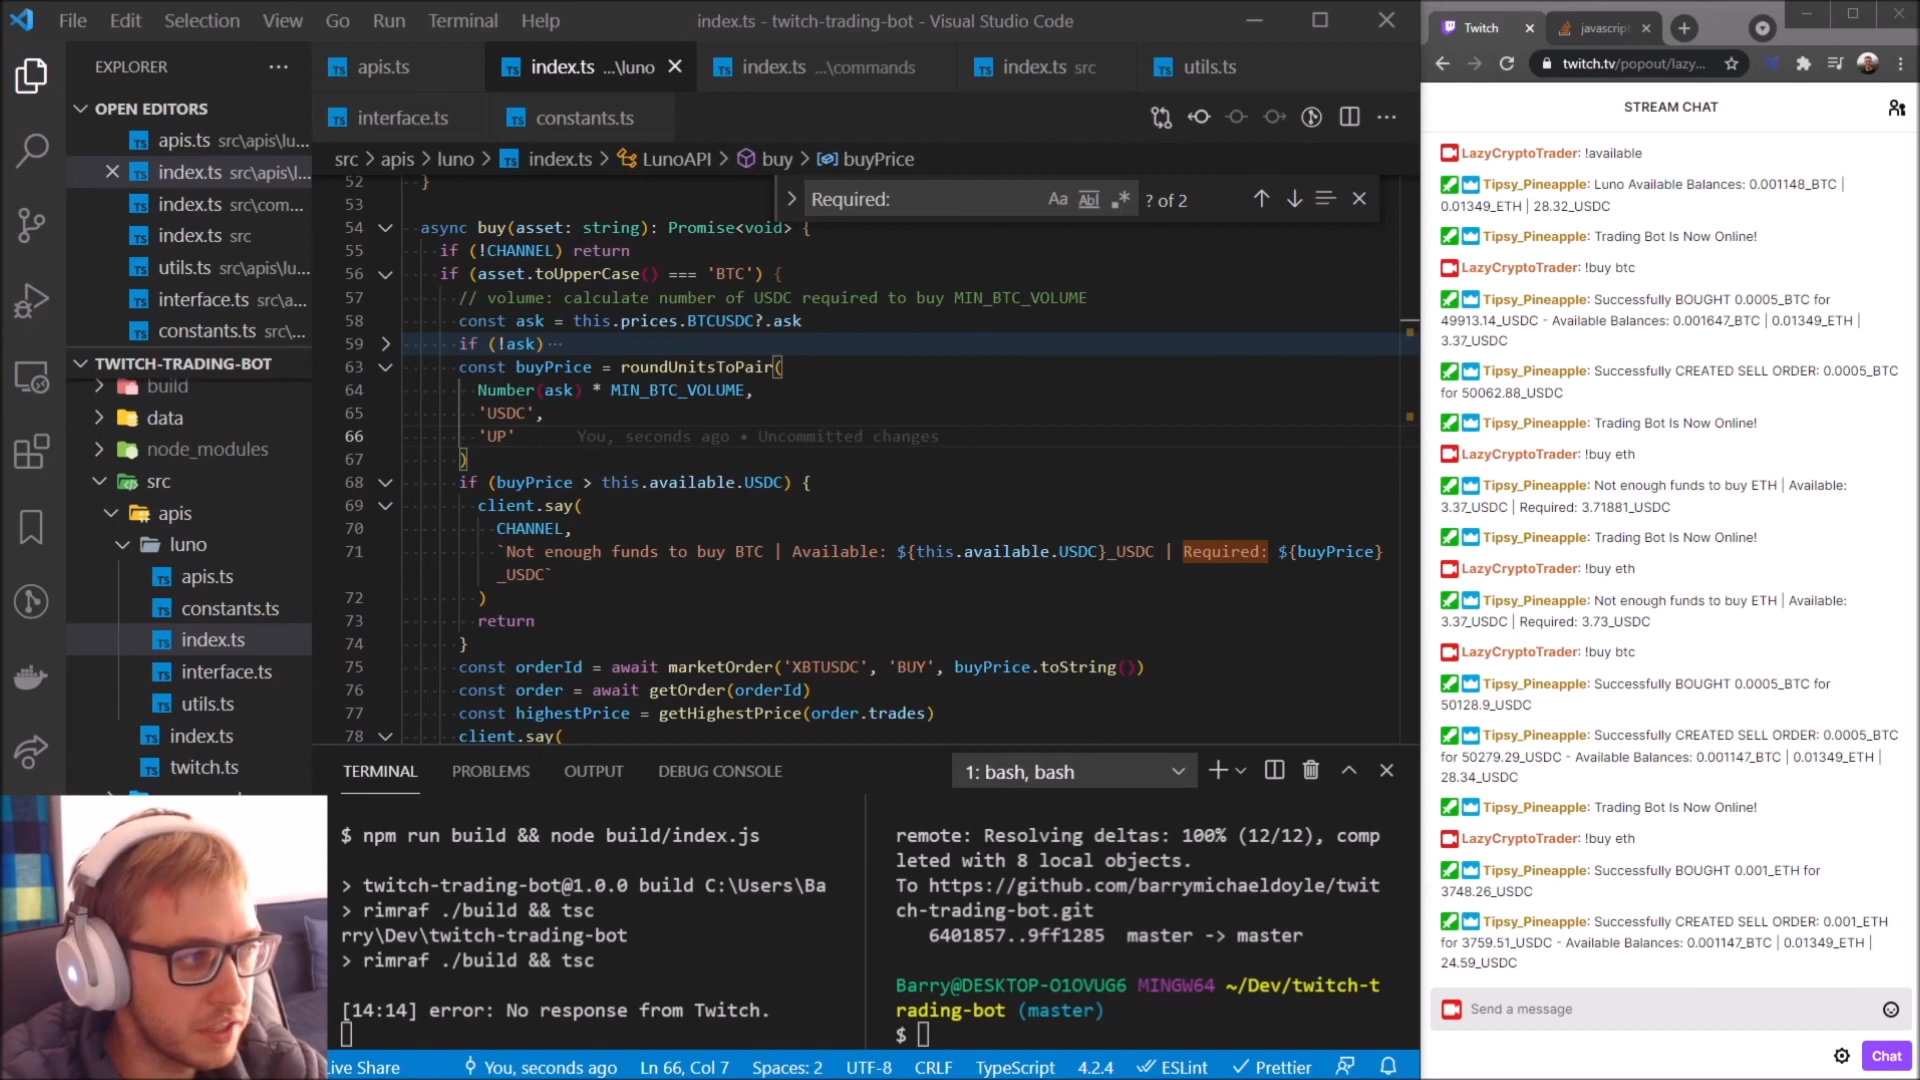 File Edit Selection View Go Run Terminal Help
index.ts - twitch-trading-bot - Visual Studio Code
EXPLORER
OPEN EDITORS
apis.ts src\apis\lu...
index.ts src\apis\l...
index.ts src\com...
index.ts src
utils.ts src\apis\lu...
interface.ts src\a...
constants.ts src\...
TWITCH-TRADING-BOT
build
data
node_modules
src
apis
luno
apis.ts
constants.ts
index.ts
interface.ts
utils.ts
index.ts
twitch.ts
apis.ts
index.ts ...\luno
index.ts ...\commands
index.ts src
utils.ts
interface.ts
constants.ts
src > apis > luno > index.ts > LunoAPI > buy > buyPrice
Required:
Aa Abl .* ? of 2
52 }
53
54 async buy(asset: string): Promise<void> {
55 if (!CHANNEL) return
56 if (asset.toUpperCase() === 'BTC') {
57 // volume: calculate number of USDC required to buy MIN_BTC_VOLUME
58 const ask = this.prices.BTCUSDC?.ask
59 if (!ask)...
63 const buyPrice = roundUnitsToPair(
64 Number(ask) * MIN_BTC_VOLUME,
65 'USDC',
66 'UP' You, seconds ago • Uncommitted changes
67 )
68 if (buyPrice > this.available.USDC) {
69 client.say(
70 CHANNEL,
71 `Not enough funds to buy BTC | Available: ${this.available.USDC}_USDC | Required: ${buyPrice}
_USDC`
72 )
73 return
74 }
75 const orderId = await marketOrder('XBTUSDC', 'BUY', buyPrice.toString())
76 const order = await getOrder(orderId)
77 const highestPrice = getHighestPrice(order.trades)
78 client.say(
TERMINAL PROBLEMS OUTPUT DEBUG CONSOLE
1: bash, bash
$ npm run build && node build/index.js
> twitch-trading-bot@1.0.0 build C:\Users\Ba
> rimraf ./build && tsc
rry\Dev\twitch-trading-bot
> rimraf ./build && tsc
[14:14] error: No response from Twitch.
remote: Resolving deltas: 100% (12/12), comp
leted with 8 local objects.
To https://github.com/barrymichaeldoyle/twit
ch-trading-bot.git
6401857..9ff1285 master -> master
Barry@DESKTOP-O1OVUG6 MINGW64 ~/Dev/twitch-t
rading-bot (master)
$
ive Share
You, seconds ago
Ln 66, Col 7
Spaces: 2
UTF-8
CRLF
TypeScript
4.2.4
ESLint
Prettier
Twitch
javascript
twitch.tv/popout/lazy...
STREAM CHAT
LazyCryptoTrader: !available
Tipsy_Pineapple: Luno Available Balances: 0.001148_BTC |
0.01349_ETH | 28.32_USDC
Tipsy_Pineapple: Trading Bot Is Now Online!
LazyCryptoTrader: !buy btc
Tipsy_Pineapple: Successfully BOUGHT 0.0005_BTC for
49913.14_USDC - Available Balances: 0.001647_BTC | 0.01349_ETH |
3.37_USDC
Tipsy_Pineapple: Successfully CREATED SELL ORDER: 0.0005_BTC
for 50062.88_USDC
Tipsy_Pineapple: Trading Bot Is Now Online!
LazyCryptoTrader: !buy eth
Tipsy_Pineapple: Not enough funds to buy ETH | Available:
3.37_USDC | Required: 3.71881_USDC
Tipsy_Pineapple: Trading Bot Is Now Online!
LazyCryptoTrader: !buy eth
Tipsy_Pineapple: Not enough funds to buy ETH | Available:
3.37_USDC | Required: 3.73_USDC
LazyCryptoTrader: !buy btc
Tipsy_Pineapple: Successfully BOUGHT 0.0005_BTC for
50128.9_USDC
Tipsy_Pineapple: Successfully CREATED SELL ORDER: 0.0005_BTC
for 50279.29_USDC - Available Balances: 0.001147_BTC | 0.01349_ETH |
28.34_USDC
Tipsy_Pineapple: Trading Bot Is Now Online!
LazyCryptoTrader: !buy eth
Tipsy_Pineapple: Successfully BOUGHT 0.001_ETH for
3748.26_USDC
Tipsy_Pineapple: Successfully CREATED SELL ORDER: 0.001_ETH
for 3759.51_USDC - Available Balances: 0.001147_BTC | 0.01349_ETH |
24.59_USDC
Send a message
Chat